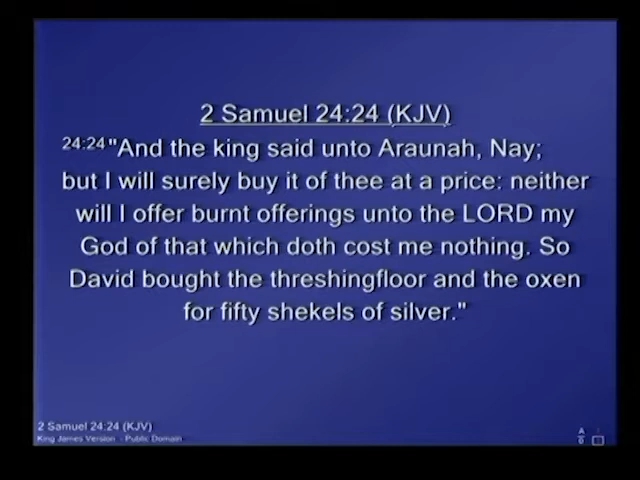 2 Samuel 24:24 (KJV)
24:24 "And the king said unto Araunah, Nay;
but I will surely buy it of thee at a price: neither
will I offer burnt offerings unto the LORD my
God of that which doth cost me nothing. So
David bought the threshingfloor and the oxen
for fifty shekels of silver."
2 Samuel 24:24 (KJV)
King James Version - Public Domain